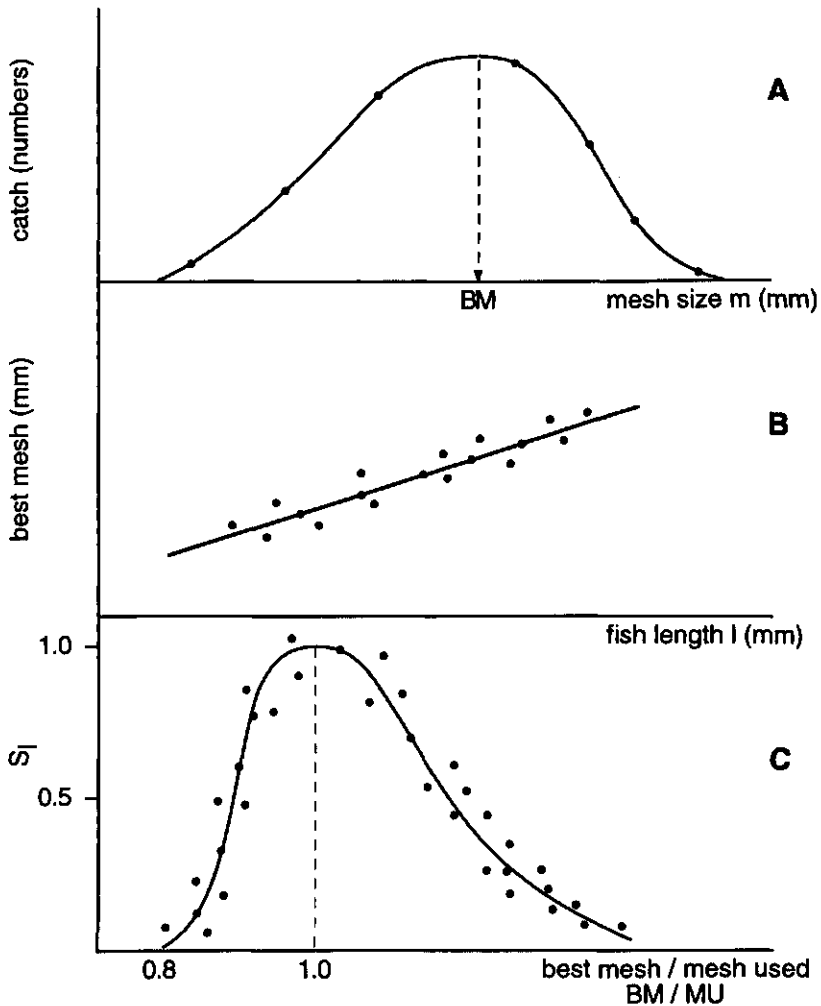 catch (numbers)
A
BM
mesh size m (mm)
best mesh (mm)
B
fish length l (mm)
S_l
1.0
0.5
C
0.8
1.0
best mesh / mesh used
BM / MU